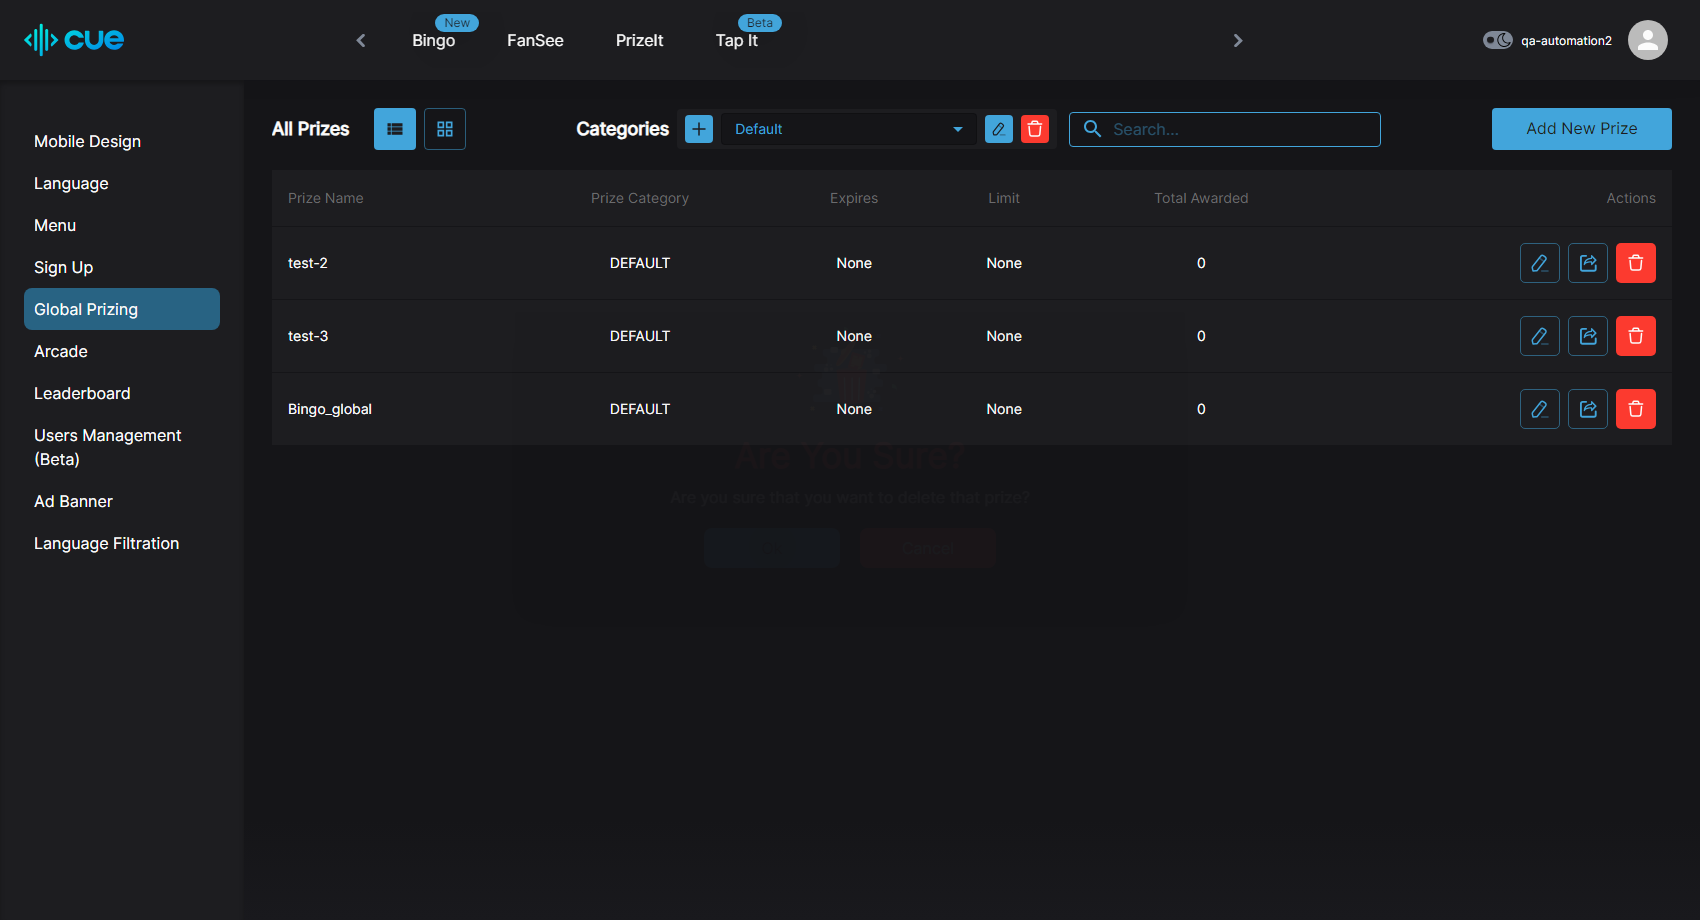 cue
New
Bingo
FanSee
PrizeIt
Beta
Tap It
qa-automation2
Mobile Design
Language
Menu
Sign Up
Global Prizing
Arcade
Leaderboard
Users Management
(Beta)
Ad Banner
Language Filtration
All Prizes
Categories
Default
Search...
Add New Prize
Prize Name Prize Category Expires Limit Total Awarded Actions
test-2 DEFAULT None None 0
test-3 DEFAULT None None 0
Bingo_global DEFAULT None None 0
Are You Sure?
Are you sure that you want to delete that prize?
Cancel